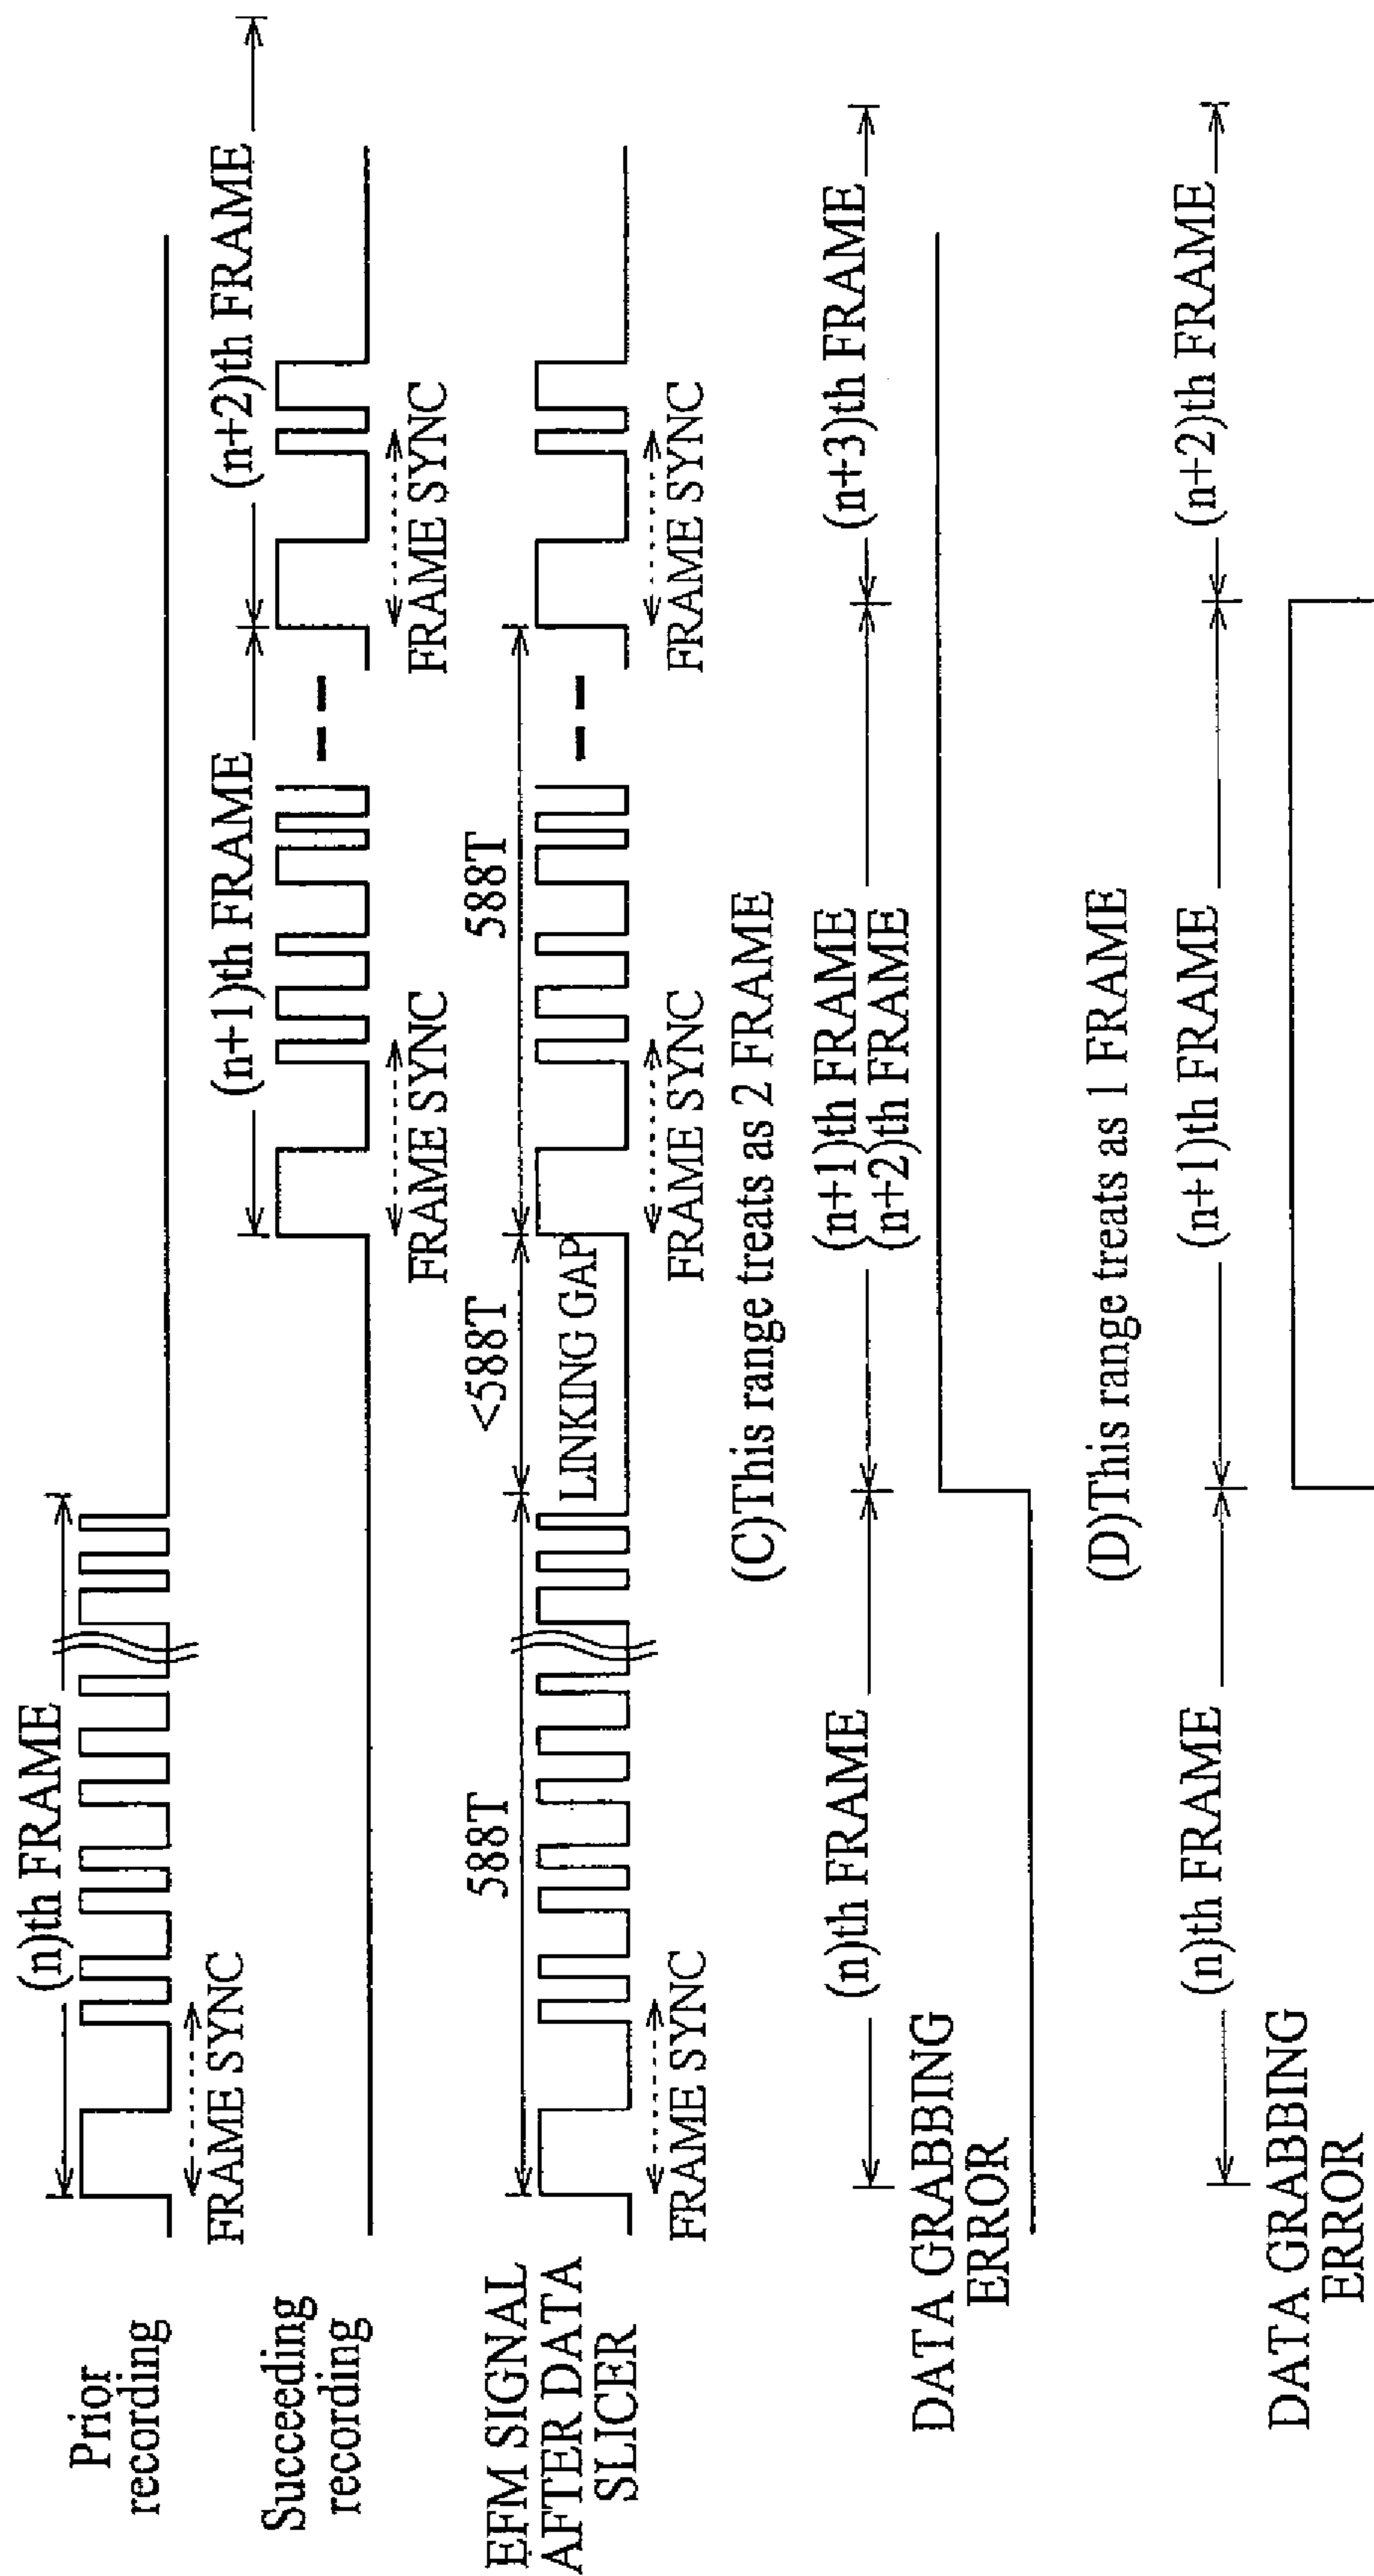 Prior
recording
(n)th FRAME
FRAME SYNC
Succeeding
recording
(n+1)th FRAME
(n+2)th FRAME
FRAME SYNC
FRAME SYNC
EFM SIGNAL
AFTER DATA
SLICER
588T
<588T
588T
LINKING GAP
FRAME SYNC
FRAME SYNC
FRAME SYNC
(C)This range treats as 2 FRAME
(n)th FRAME
(n+1)th FRAME
(n+2)th FRAME
(n+3)th FRAME
DATA GRABBING
ERROR
(D)This range treats as 1 FRAME
(n)th FRAME
(n+1)th FRAME
(n+2)th FRAME
DATA GRABBING
ERROR